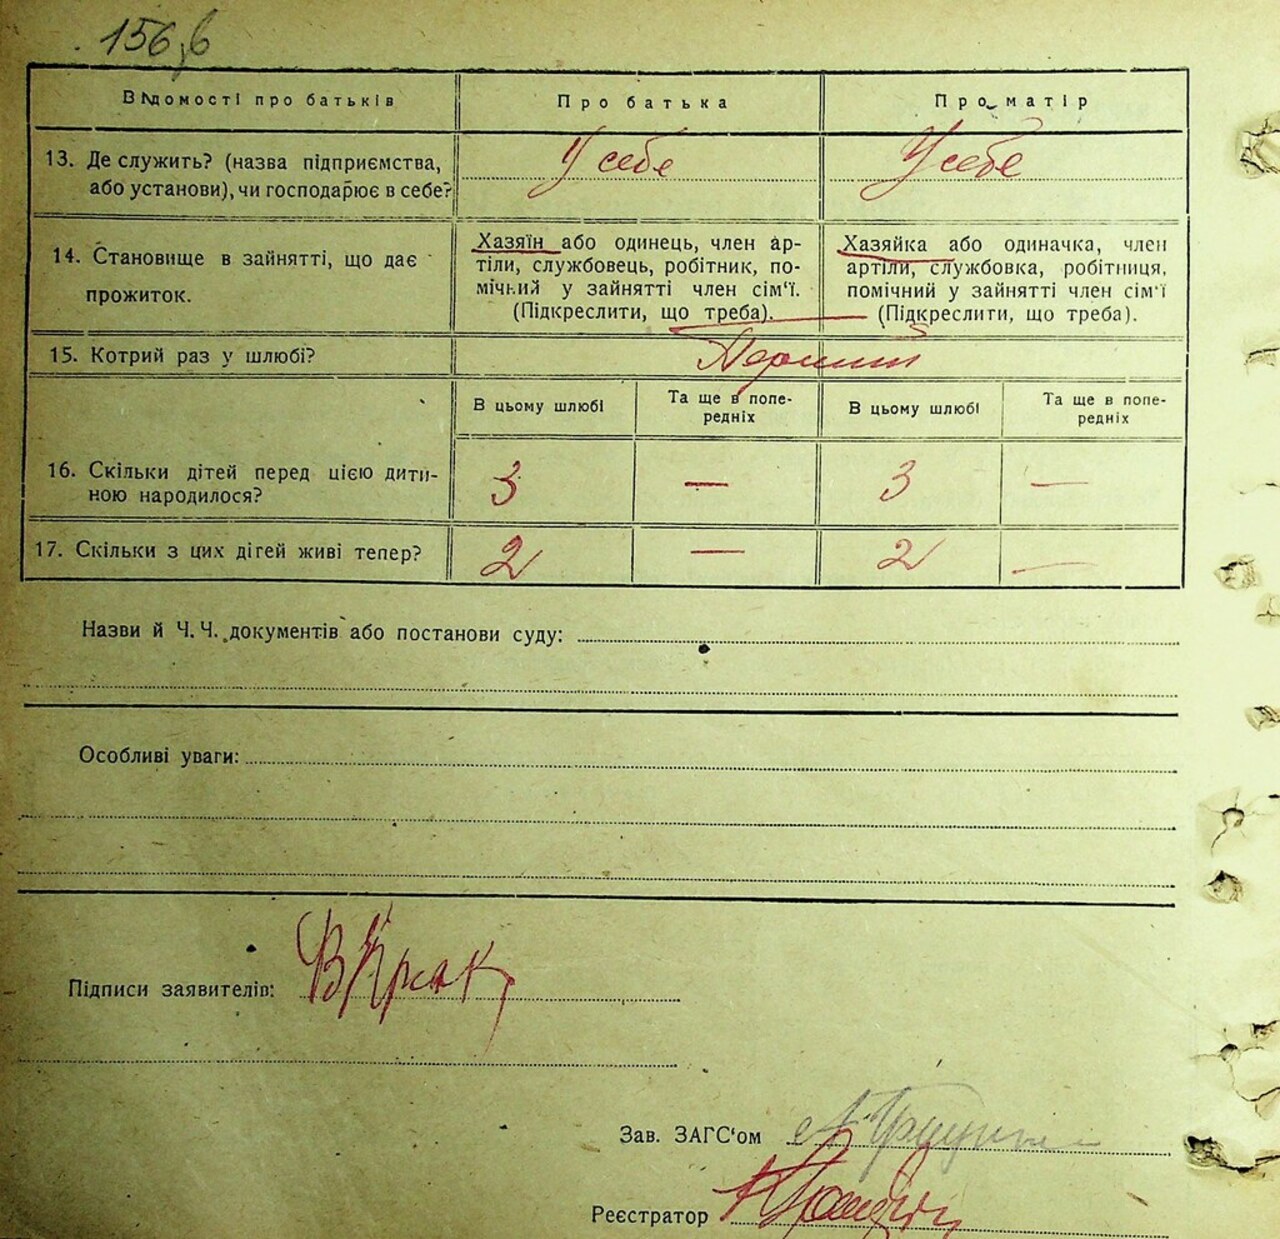 156,б
Відомості про батьків
Про батька
Про матір
13. Де служить? (назва підприємства,
або установи), чи господарює в себе?
У себе
У себе
14. Становище в зайнятті, що дає
прожиток.
Хазяїн або одинець, член ар-
тіли, службовець, робітник, по-
мічний у зайнятті член сім'ї.
(Підкреслити, що треба).
Хазяйка або одиначка, член
артіли, службовка, робітниця,
помічний у зайнятті член сім'ї
(Підкреслити, що треба).
15. Котрий раз у шлюбі?
В цьому шлюбі
Та ще в попе-
редніх
В цьому шлюбі
Та ще в попе-
редніх
16. Скільки дітей перед цією дити-
ною народилося?
3 — 3 —
17. Скільки з цих дітей живі тепер?
2 — 2 —
Назви й Ч. Ч. документів або постанови суду:
Особливі уваги:
Підписи заявителів:
Зав. ЗАГС'ом
Реєстратор